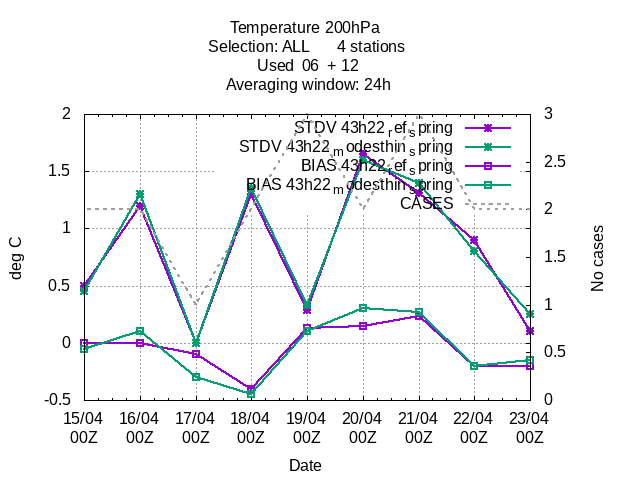 Temperature 200hPa
Selection: ALL 4 stations
Used 06 + 12
Averaging window: 24h
STDV 43h22_ref_spring
STDV 43h22_modesthin_spring
BIAS 43h22_ref_spring
BIAS 43h22_modesthin_spring
CASES
2
1.5
1
0.5
0
-0.5
deg C
3
2.5
2
1.5
1
0.5
0
No cases
15/04 16/04 17/04 18/04 19/04 20/04 21/04 22/04 23/04
00Z 00Z 00Z 00Z 00Z 00Z 00Z 00Z 00Z
Date